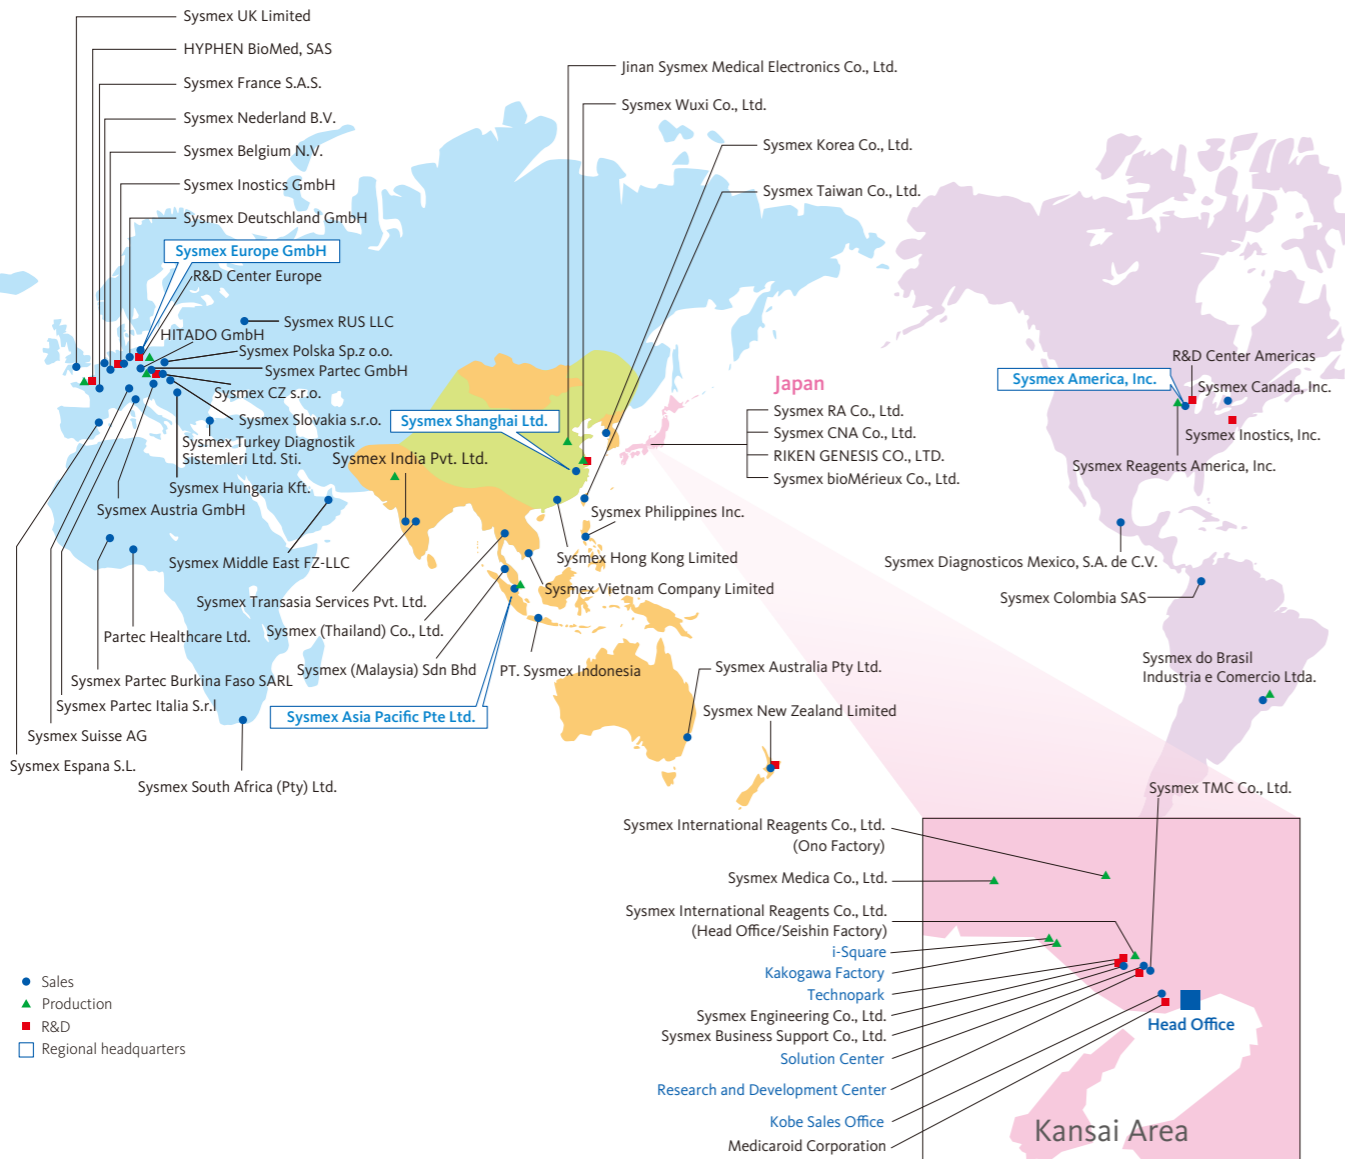 Sysmex UK Limited
HYPHEN BioMed, SAS
Sysmex France S.A.S.
Sysmex Nederland B.V.
Sysmex Belgium N.V.
Sysmex Inostics GmbH
Sysmex Deutschland GmbH
Sysmex Europe GmbH
R&D Center Europe
Sysmex RUS LLC
HITADO GmbH
Sysmex Polska Sp.z o.o.
Sysmex Partec GmbH
Sysmex CZ s.r.o.
Sysmex Slovakia s.r.o.
Sysmex Turkey Diagnostik
Sistemleri Ltd. Sti.
Sysmex Hungaria Kft.
Sysmex Austria GmbH
Sysmex Middle East FZ-LLC
Sysmex Transasia Services Pvt. Ltd.
Partec Healthcare Ltd.
Sysmex Partec Burkina Faso SARL
Sysmex Partec Italia S.r.l
Sysmex Suisse AG
Sysmex Espana S.L.
Sysmex South Africa (Pty) Ltd.
Jinan Sysmex Medical Electronics Co., Ltd.
Sysmex Wuxi Co., Ltd.
Sysmex Korea Co., Ltd.
Sysmex Taiwan Co., Ltd.
Sysmex Shanghai Ltd.
Sysmex India Pvt. Ltd.
Sysmex Philippines Inc.
Sysmex Hong Kong Limited
Sysmex Vietnam Company Limited
Sysmex (Thailand) Co., Ltd.
Sysmex (Malaysia) Sdn Bhd
PT. Sysmex Indonesia
Sysmex Asia Pacific Pte Ltd.
Sysmex Australia Pty Ltd.
Sysmex New Zealand Limited
Japan
Sysmex RA Co., Ltd.
Sysmex CNA Co., Ltd.
RIKEN GENESIS CO., LTD.
Sysmex bioMérieux Co., Ltd.
R&D Center Americas
Sysmex America, Inc.
Sysmex Canada, Inc.
Sysmex Inostics, Inc.
Sysmex Reagents America, Inc.
Sysmex Diagnosticos Mexico, S.A. de C.V.
Sysmex Colombia SAS
Sysmex do Brasil
Industria e Comercio Ltda.
Sysmex TMC Co., Ltd.
Sysmex International Reagents Co., Ltd.
(Ono Factory)
Sysmex Medica Co., Ltd.
Sysmex International Reagents Co., Ltd.
(Head Office/Seishin Factory)
i-Square
Kakogawa Factory
Technopark
Sysmex Engineering Co., Ltd.
Sysmex Business Support Co., Ltd.
Solution Center
Research and Development Center
Kobe Sales Office
Medicaroid Corporation
Head Office
Kansai Area
Sales
Production
R&D
Regional headquarters